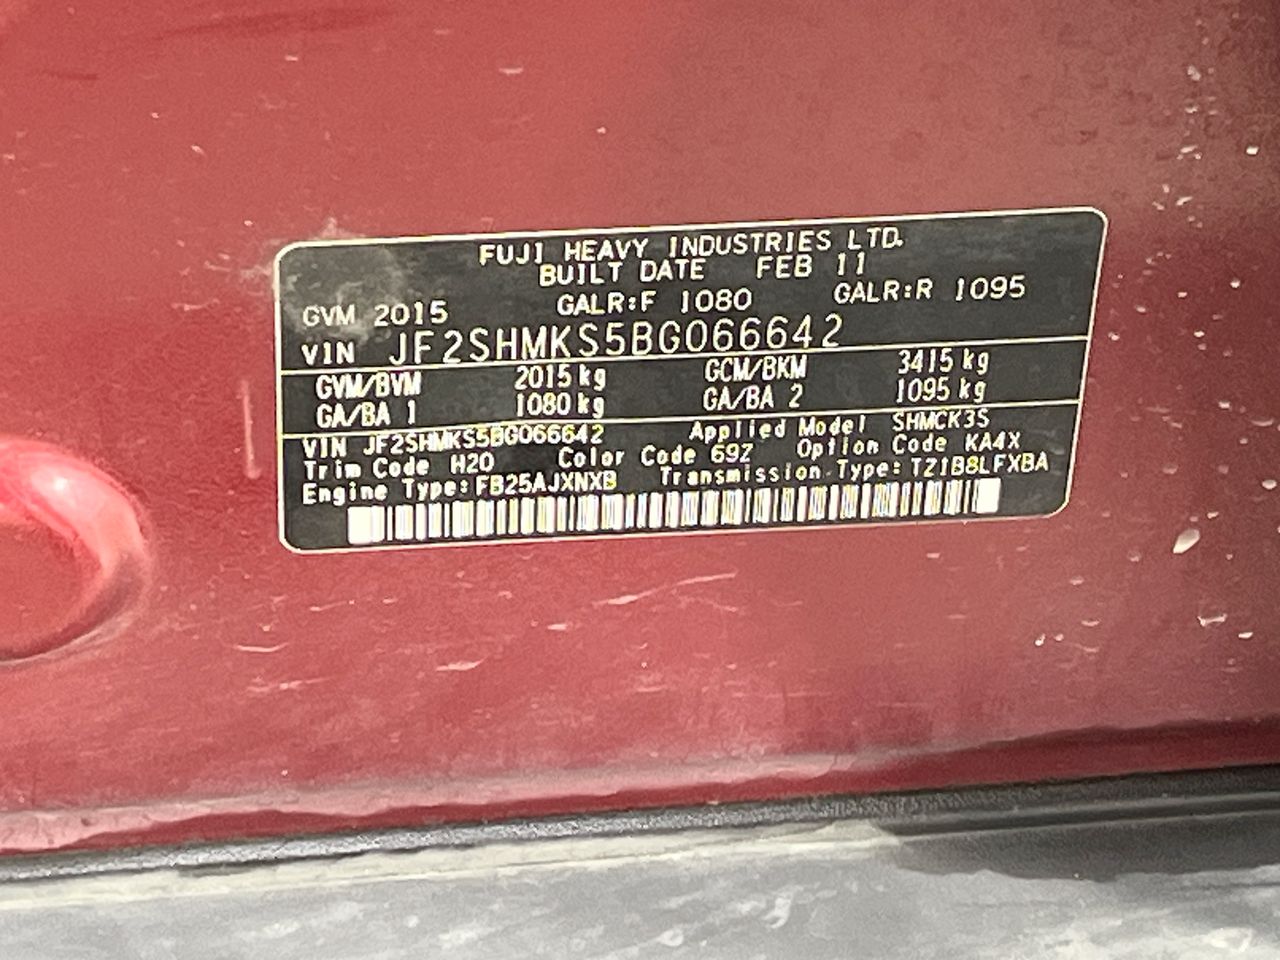 FUJI HEAVY INDUSTRIES LTD.
BUILT DATE FEB 11
GVM 2015 GALR:F 1080 GALR:R 1095
VIN JF2SHMKS5BG066642
GVM/BVM 2015 kg GCM/BKM 3415 kg
GA/BA 1 1080 kg GA/BA 2 1095 kg
VIN JF2SHMKS5BG066642 Applied Model SHMCK3S
Trim Code H20 Color Code 69Z Option Code KA4X
Engine Type: FB25AJXNXB Transmission Type: TZ1B8LFXBA